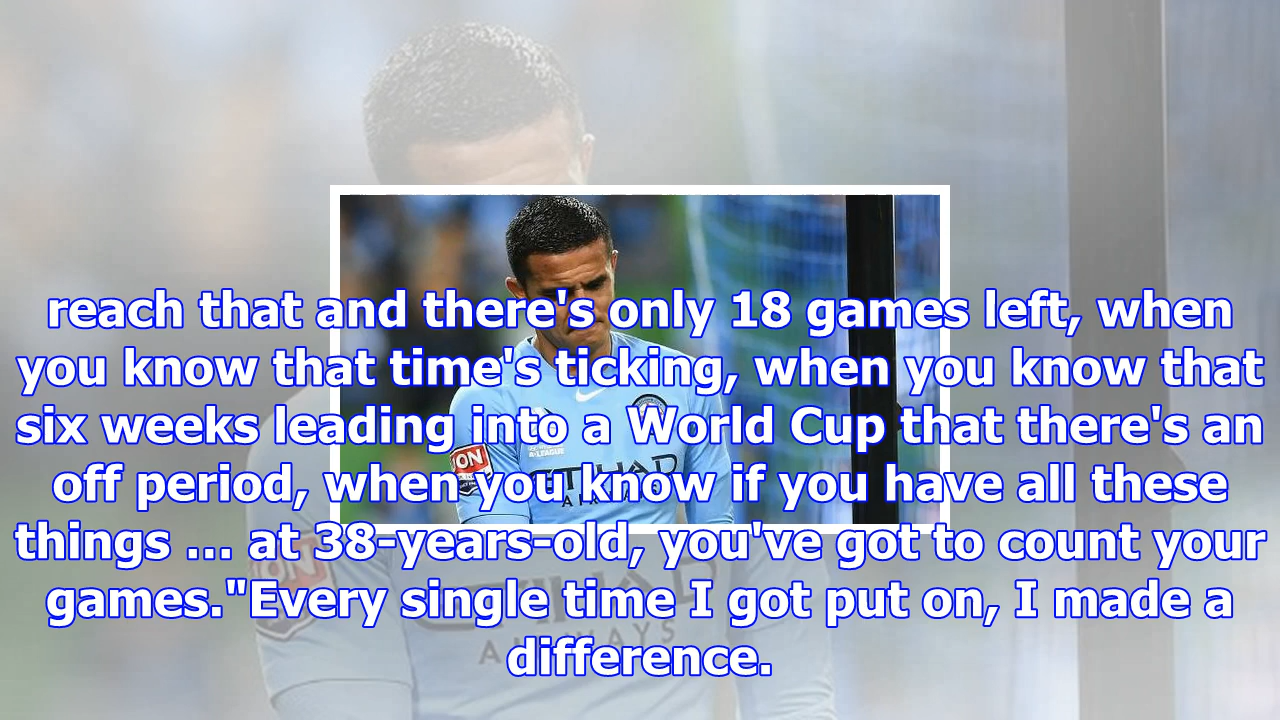 reach that and there's only 18 games left, when
you know that time's ticking, when you know that
six weeks leading into a World Cup that there's an
off period, when you know if you have all these
things ... at 38-years-old, you've got to count your
games."Every single time I got put on, I made a
difference.
A-LEAGUE
ETIHAD
AIRWAYS